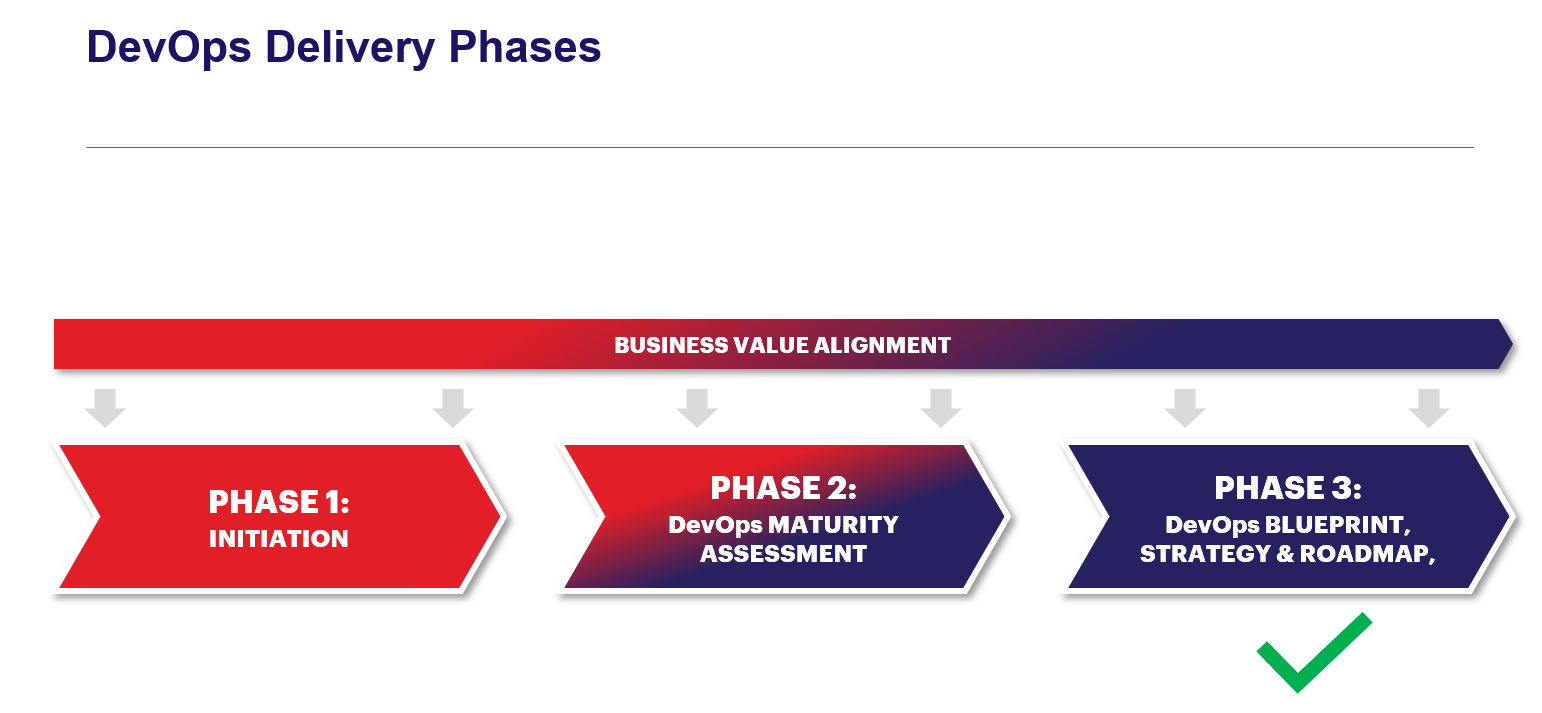 DevOps Delivery Phases
BUSINESS VALUE ALIGNMENT
PHASE 1:
INITIATION
PHASE 2:
DevOps MATURITY
ASSESSMENT
PHASE 3:
DevOps BLUEPRINT,
STRATEGY & ROADMAP,